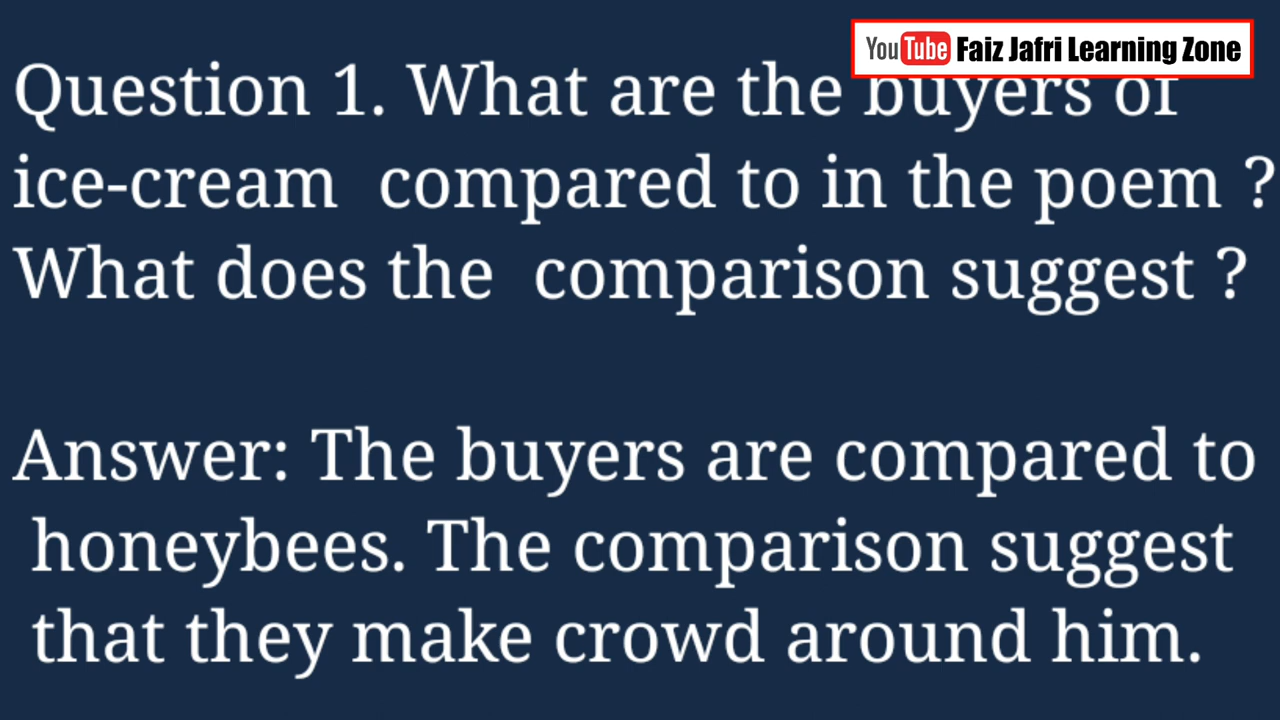 YouTube Faiz Jafri Learning Zone
Question 1. What are the buyers of
ice-cream compared to in the poem ?
What does the comparison suggest ?
Answer: The buyers are compared to
honeybees. The comparison suggest
that they make crowd around him.